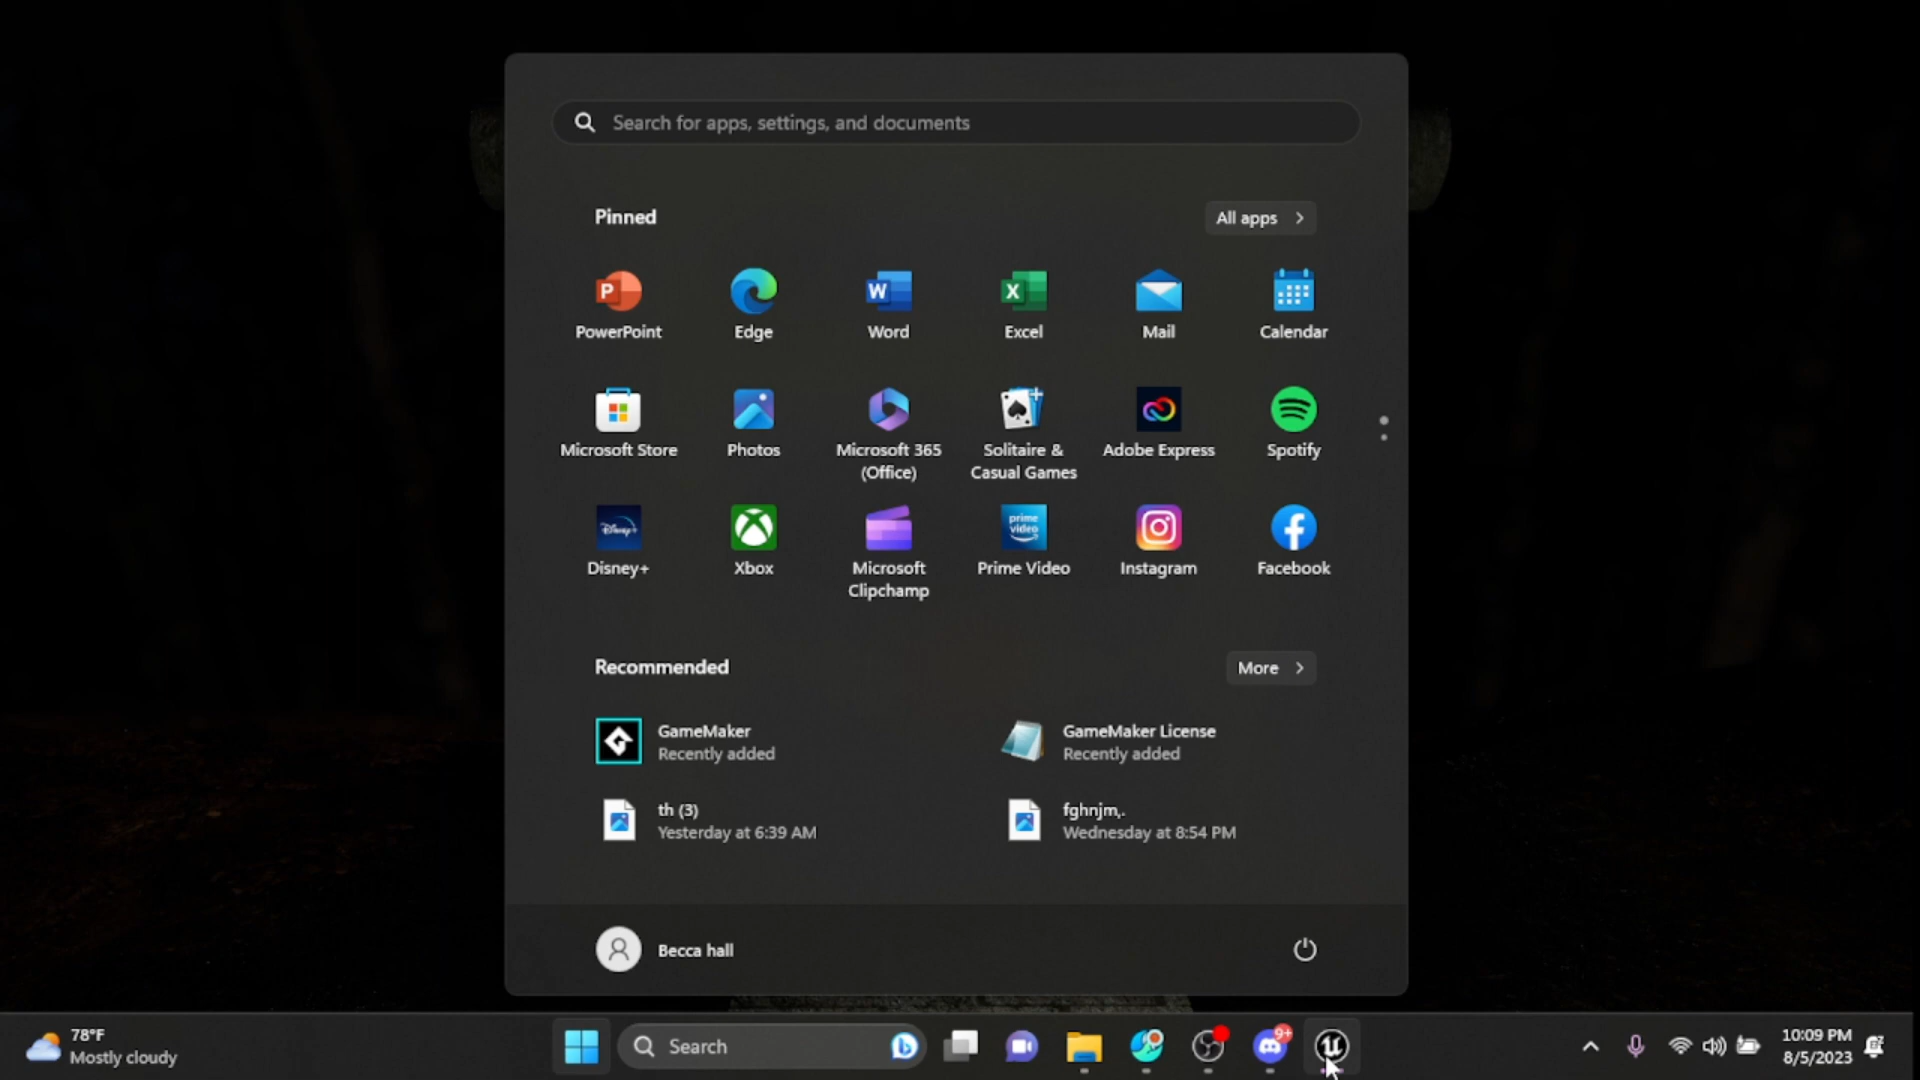 Search for apps, settings, and documents
Pinned
All apps
PowerPoint
Edge
Word
Excel
Mail
Calendar
Microsoft Store
Photos
Microsoft 365
(Office)
Solitaire &
Casual Games
Adobe Express
Spotify
Disney+
Xbox
Microsoft
Clipchamp
prime
video
Prime Video
Instagram
Facebook
Recommended
More
GameMaker
Recently added
GameMaker License
Recently added
th (3)
Yesterday at 6:39 AM
fghnjm,.
Wednesday at 8:54 PM
Becca hall
78°F
Mostly cloudy
Search
9+
10:09 PM
8/5/2023